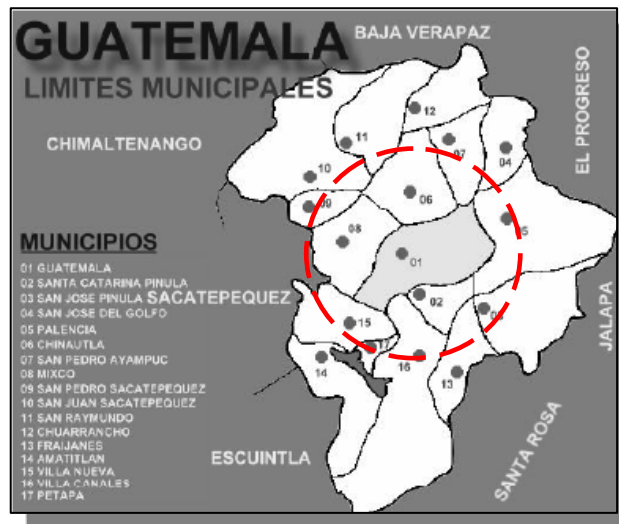 GUATEMALA
LIMITES MUNICIPALES
BAJA VERAPAZ
EL PROGRESO
CHIMALTENANGO
12
11
07
04
10
09
06
05
08
01
02
03
15
17
14
16
13
MUNICIPIOS
01 GUATEMALA
02 SANTA CATARINA PINULA
03 SAN JOSE PINULA
04 SAN JOSE DEL GOLFO
05 PALENCIA
06 CHINAUTLA
07 SAN PEDRO AYAMPUC
08 MIXCO
09 SAN PEDRO SACATEPEQUEZ
10 SAN JUAN SACATEPEQUEZ
11 SAN RAYMUNDO
12 CHUARRANCHO
13 FRAIJANES
14 AMATITLAN
15 VILLA NUEVA
16 VILLA CANALES
17 PETAPA
SACATEPEQUEZ
JALAPA
ESCUINTLA
SANTA ROSA